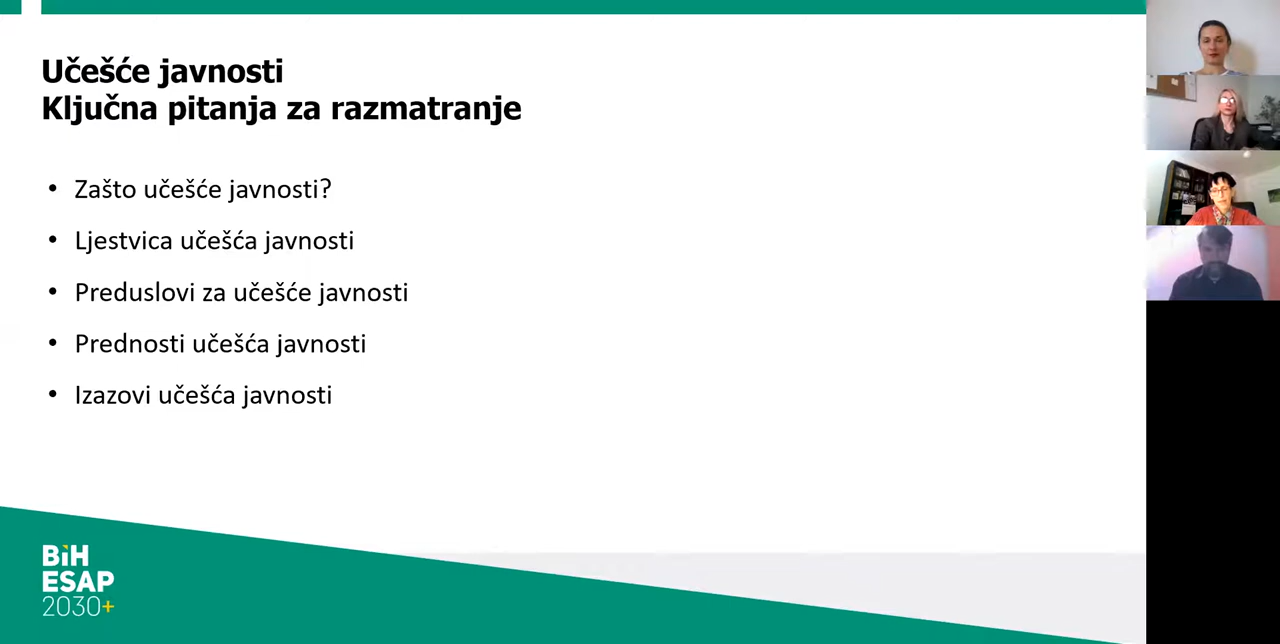 Učešće javnosti
Ključna pitanja za razmatranje
• Zašto učešće javnosti?
• Ljestvica učešća javnosti
• Preduslovi za učešće javnosti
• Prednosti učešća javnosti
• Izazovi učešća javnosti
BiH
ESAP
2030+